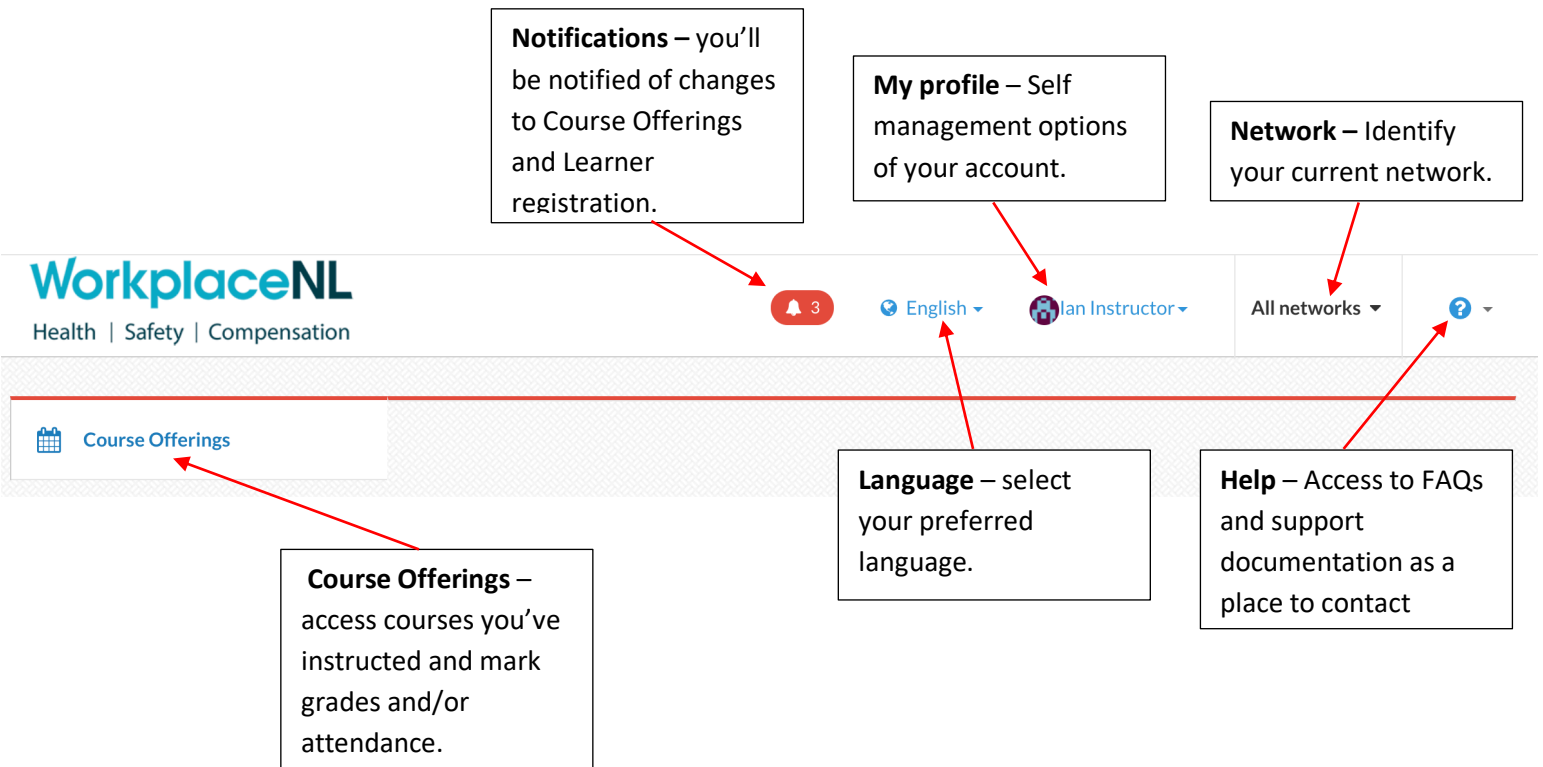 Notifications – you’ll
be notified of changes
to Course Offerings
and Learner
registration.
My profile – Self
management options
of your account.
Network – Identify
your current network.
WorkplaceNL
Health | Safety | Compensation
3
English
Ian Instructor
All networks
?
Course Offerings
Language – select
your preferred
language.
Help – Access to FAQs
and support
documentation as a
place to contact
Course Offerings –
access courses you’ve
instructed and mark
grades and/or
attendance.